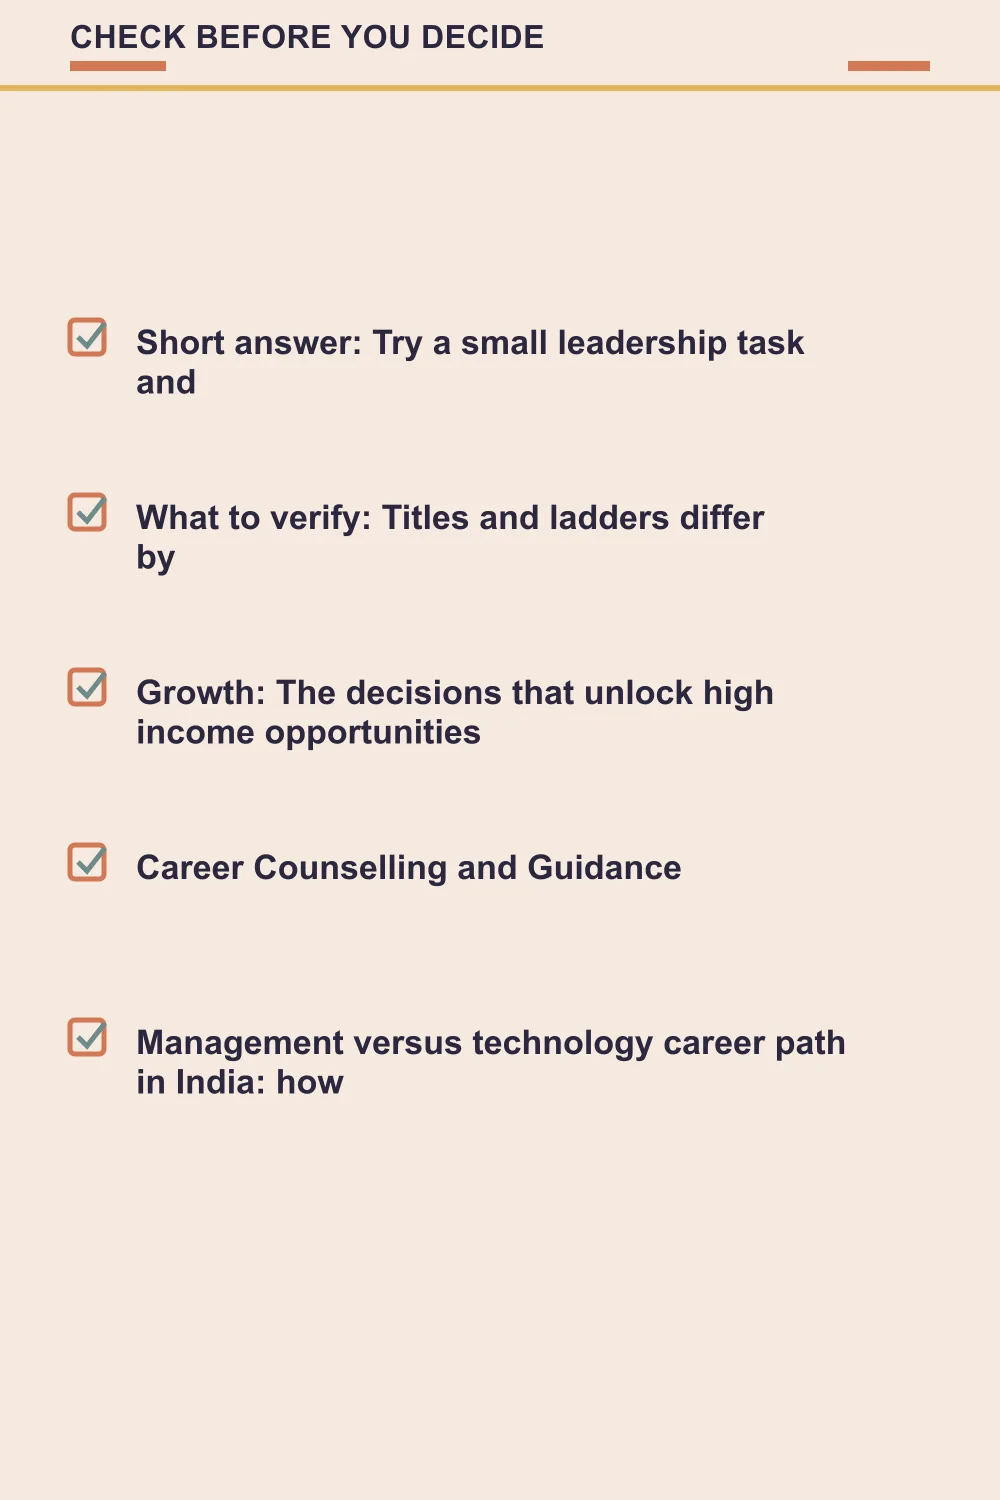 CHECK BEFORE YOU DECIDE
Short answer: Try a small leadership task
and
What to verify: Titles and ladders differ
by
Growth: The decisions that unlock high
income opportunities
Career Counselling and Guidance
Management versus technology career path
in India: how